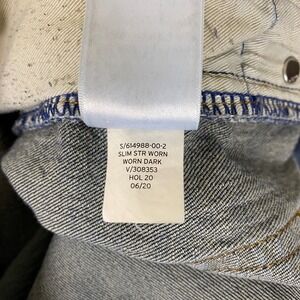 S/614988-00-2
SLIM STR WORN
WORN DARK
V/308353
HOL 20
06/20